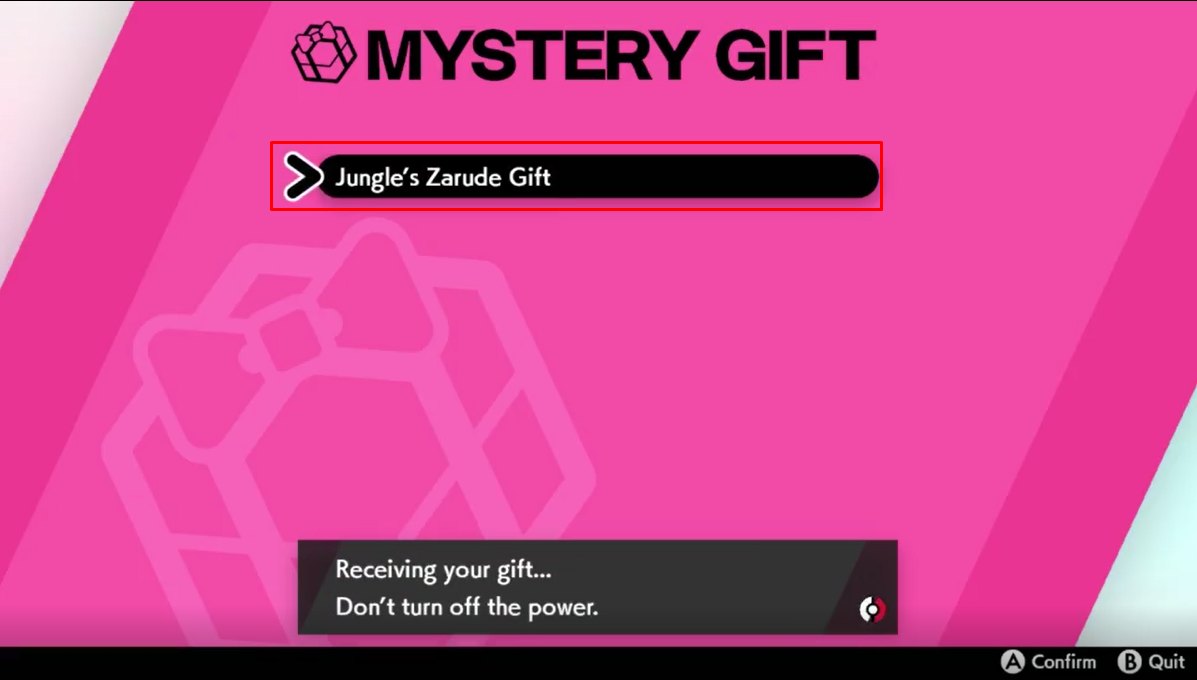 MYSTERY GIFT
Jungle's Zarude Gift
Receiving your gift...
Don't turn off the power.
A Confirm B Quit